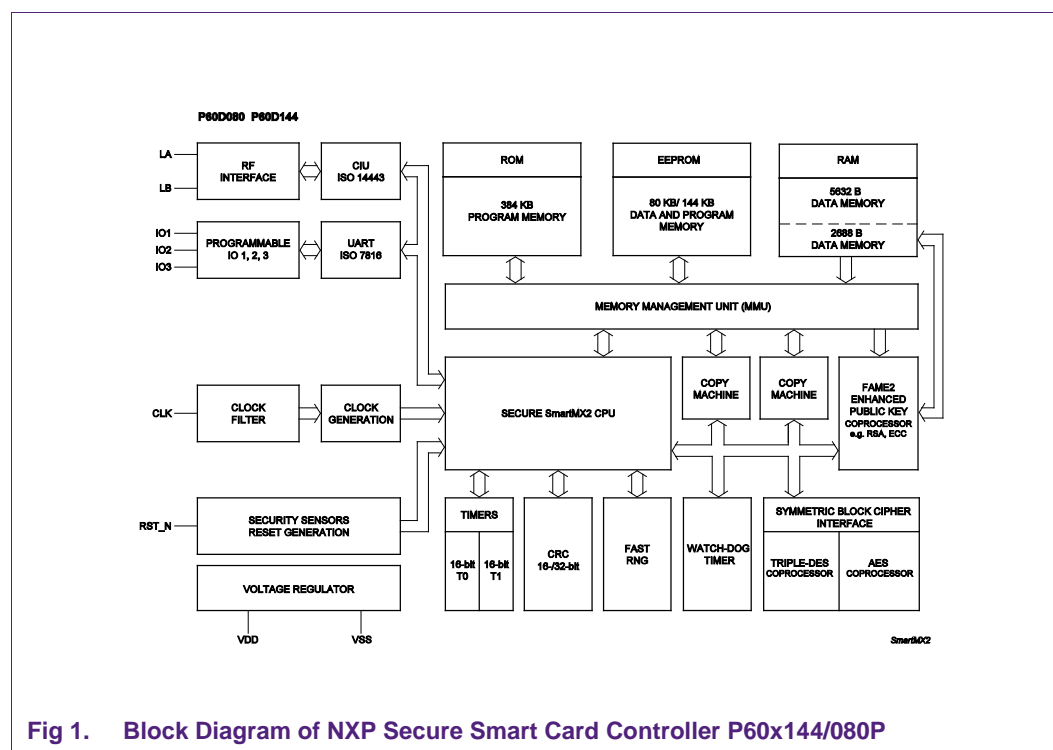 P60D080 P60D144
LA
LB
RF
INTERFACE
CIU
ISO 14443
IO1
IO2
IO3
PROGRAMMABLE
IO 1, 2, 3
UART
ISO 7816
CLK
CLOCK
FILTER
CLOCK
GENERATION
RST_N
SECURITY SENSORS
RESET GENERATION
VOLTAGE REGULATOR
VDD
VSS
ROM
384 KB
PROGRAM MEMORY
EEPROM
80 KB/ 144 KB
DATA AND PROGRAM
MEMORY
RAM
5632 B
DATA MEMORY
2688 B
DATA MEMORY
MEMORY MANAGEMENT UNIT (MMU)
SECURE SmartMX2 CPU
COPY
MACHINE
COPY
MACHINE
FAME2
ENHANCED
PUBLIC KEY
COPROCESSOR
e.g. RSA, ECC
TIMERS
16-bit
T0
16-bit
T1
CRC
16-/32-bit
FAST
RNG
WATCH-DOG
TIMER
SYMMETRIC BLOCK CIPHER
INTERFACE
TRIPLE-DES
COPROCESSOR
AES
COPROCESSOR
SmartMX2
Fig 1. Block Diagram of NXP Secure Smart Card Controller P60x144/080P